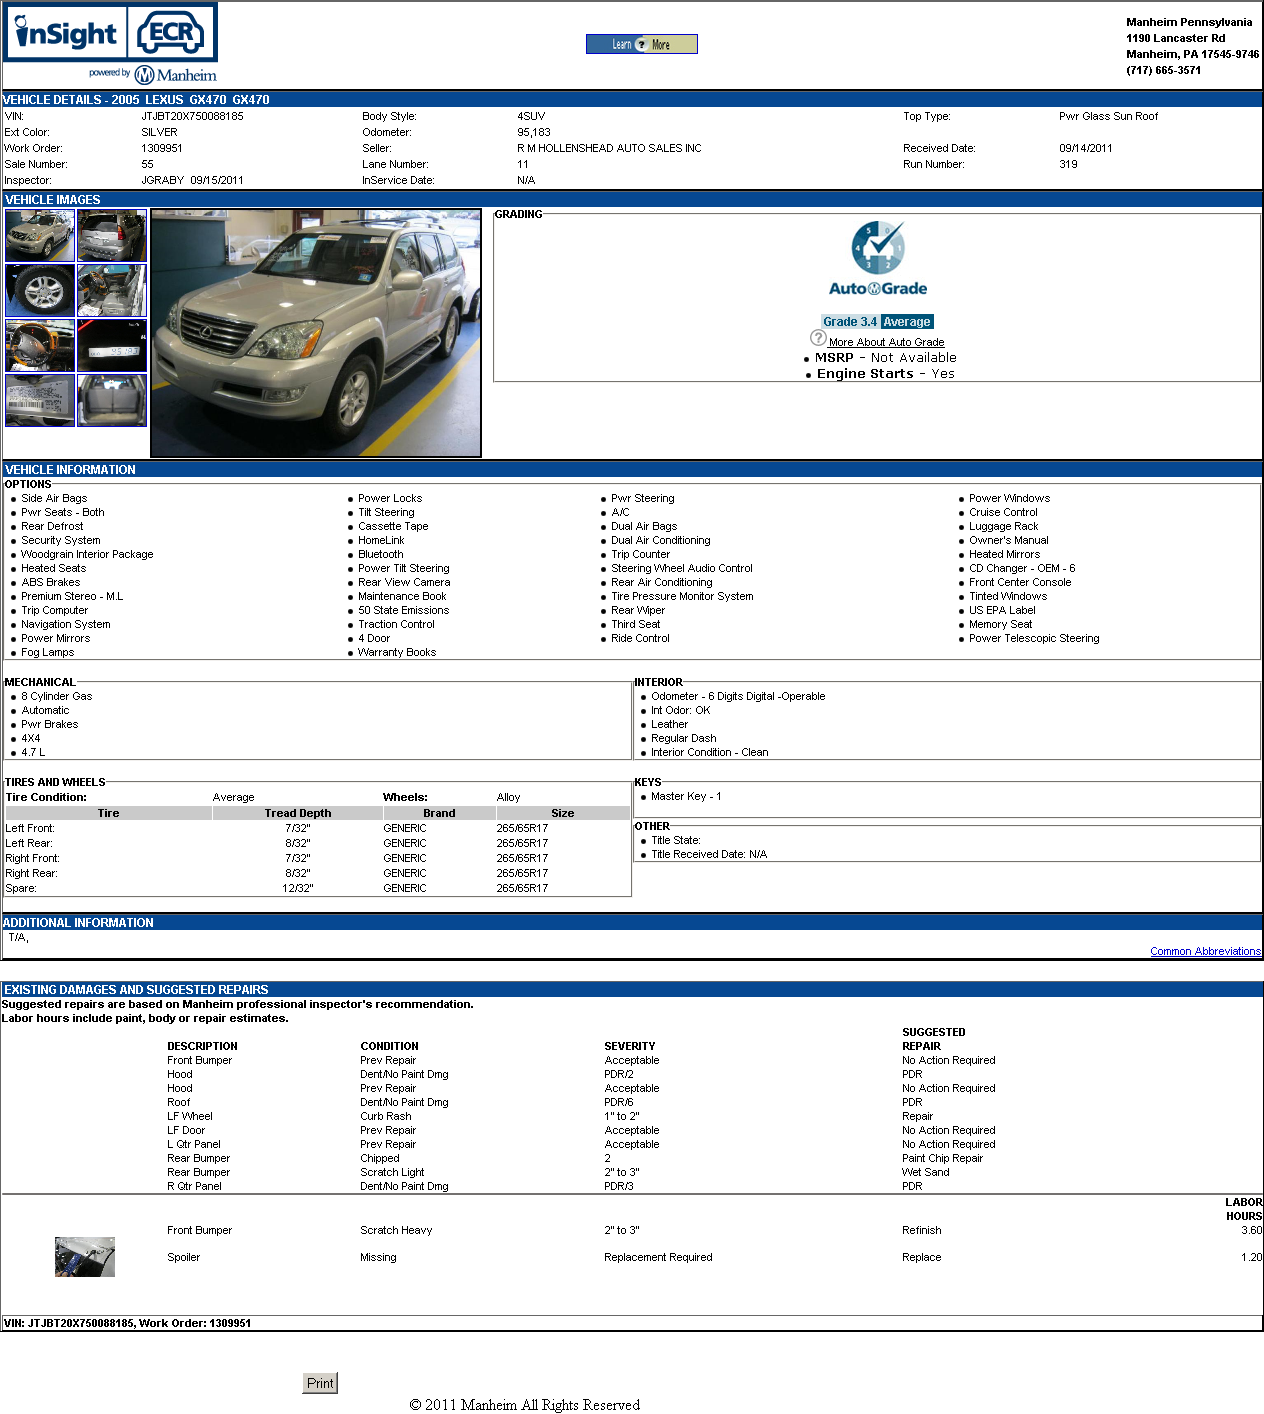 inSight ECR
powered by Manheim
Learn ? More
Manheim Pennsylvania
1190 Lancaster Rd
Manheim, PA 17545-9746
(717) 665-3571
VEHICLE DETAILS - 2005 LEXUS GX470 GX470
VIN: JTJBT20X750088185 Body Style: 4SUV Top Type: Pwr Glass Sun Roof
Ext Color: SILVER Odometer: 95,183
Work Order: 1309951 Seller: R M HOLLENSHEAD AUTO SALES INC Received Date: 09/14/2011
Sale Number: 55 Lane Number: 11 Run Number: 319
Inspector: JGRABY 09/15/2011 InService Date: N/A
VEHICLE IMAGES
GRADING
5 0 4 1 3 2
AutoGrade
Grade 3.4 Average
? More About Auto Grade
MSRP - Not Available
Engine Starts - Yes
VEHICLE INFORMATION
OPTIONS
Side Air Bags Power Locks Pwr Steering Power Windows
Pwr Seats - Both Tilt Steering A/C Cruise Control
Rear Defrost Cassette Tape Dual Air Bags Luggage Rack
Security System HomeLink Dual Air Conditioning Owner's Manual
Woodgrain Interior Package Bluetooth Trip Counter Heated Mirrors
Heated Seats Power Tilt Steering Steering Wheel Audio Control CD Changer - OEM - 6
ABS Brakes Rear View Camera Rear Air Conditioning Front Center Console
Premium Stereo - M.L Maintenance Book Tire Pressure Monitor System Tinted Windows
Trip Computer 50 State Emissions Rear Wiper US EPA Label
Navigation System Traction Control Third Seat Memory Seat
Power Mirrors 4 Door Ride Control Power Telescopic Steering
Fog Lamps Warranty Books
MECHANICAL
8 Cylinder Gas
Automatic
Pwr Brakes
4X4
4.7 L
INTERIOR
Odometer - 6 Digits Digital -Operable
Int Odor: OK
Leather
Regular Dash
Interior Condition - Clean
TIRES AND WHEELS
Tire Condition: Average Wheels: Alloy
Tire Tread Depth Brand Size
Left Front: 7/32" GENERIC 265/65R17
Left Rear: 8/32" GENERIC 265/65R17
Right Front: 7/32" GENERIC 265/65R17
Right Rear: 8/32" GENERIC 265/65R17
Spare: 12/32" GENERIC 265/65R17
KEYS
Master Key - 1
OTHER
Title State:
Title Received Date: N/A
ADDITIONAL INFORMATION
T/A,
Common Abbreviations
EXISTING DAMAGES AND SUGGESTED REPAIRS
Suggested repairs are based on Manheim professional inspector's recommendation.
Labor hours include paint, body or repair estimates.
SUGGESTED
DESCRIPTION CONDITION SEVERITY REPAIR
Front Bumper Prev Repair Acceptable No Action Required
Hood Dent/No Paint Dmg PDR/2 PDR
Hood Prev Repair Acceptable No Action Required
Roof Dent/No Paint Dmg PDR/6 PDR
LF Wheel Curb Rash 1" to 2" Repair
LF Door Prev Repair Acceptable No Action Required
L Qtr Panel Prev Repair Acceptable No Action Required
Rear Bumper Chipped 2 Paint Chip Repair
Rear Bumper Scratch Light 2" to 3" Wet Sand
R Qtr Panel Dent/No Paint Dmg PDR/3 PDR
LABOR
HOURS
Front Bumper Scratch Heavy 2" to 3" Refinish 3.60
Spoiler Missing Replacement Required Replace 1.20
VIN: JTJBT20X750088185, Work Order: 1309951
Print
© 2011 Manheim All Rights Reserved